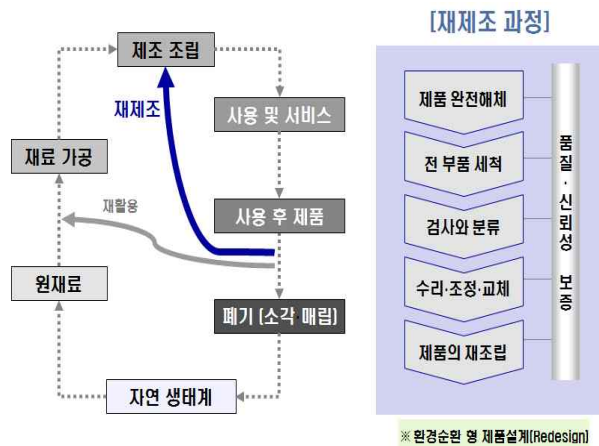 제조 조립
재제조
사용 및 서비스
재료 가공
재활용
사용 후 제품
원재료
폐기 (소각·매립)
자연 생태계
[재제조 과정]
제품 완전해체
전 부품 세척
검사와 분류
수리·조정·교체
제품의 재조립
품질·신뢰성 보증
※ 환경순환 형 제품설계(Redesign)